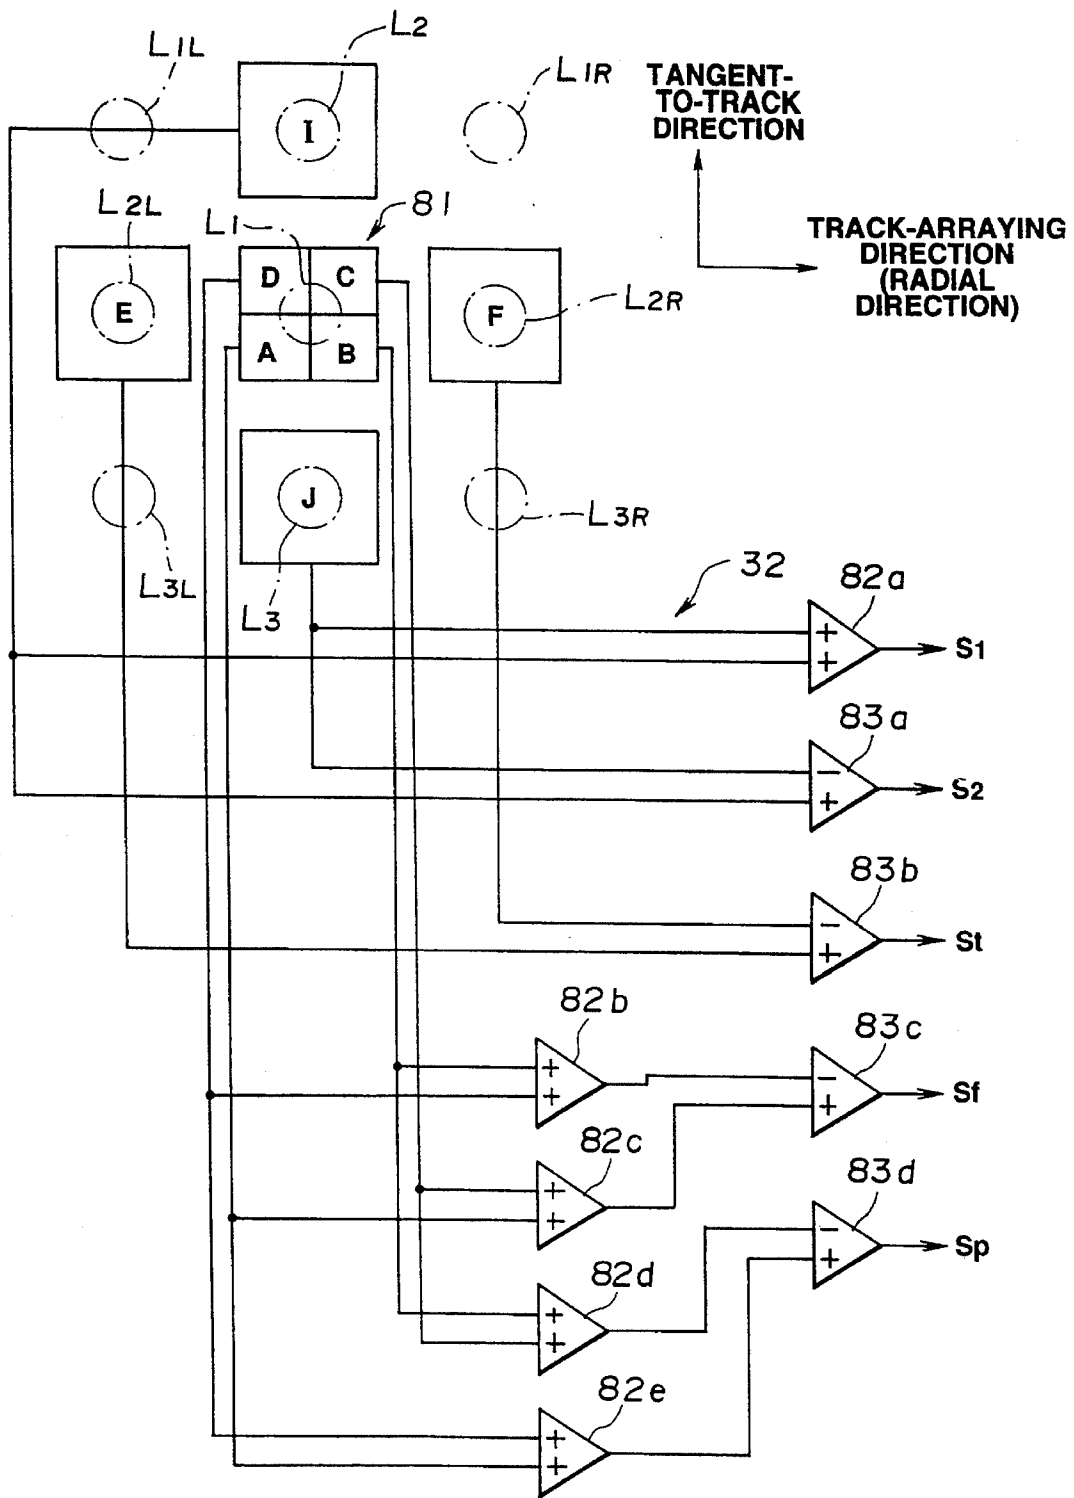 L1L
L2
L1R
TANGENT-
TO-TRACK
DIRECTION
I
L2L
L1
81
TRACK-ARRAYING
DIRECTION
(RADIAL
DIRECTION)
D C
E
F
L2R
A B
J
L3R
L3L
L3
32
82a
+
+
S1
83a
−
+
S2
83b
−
+
St
82b
83c
+
+
−
+
Sf
82c
83d
+
+
−
+
Sp
82d
+
+
82e
+
+